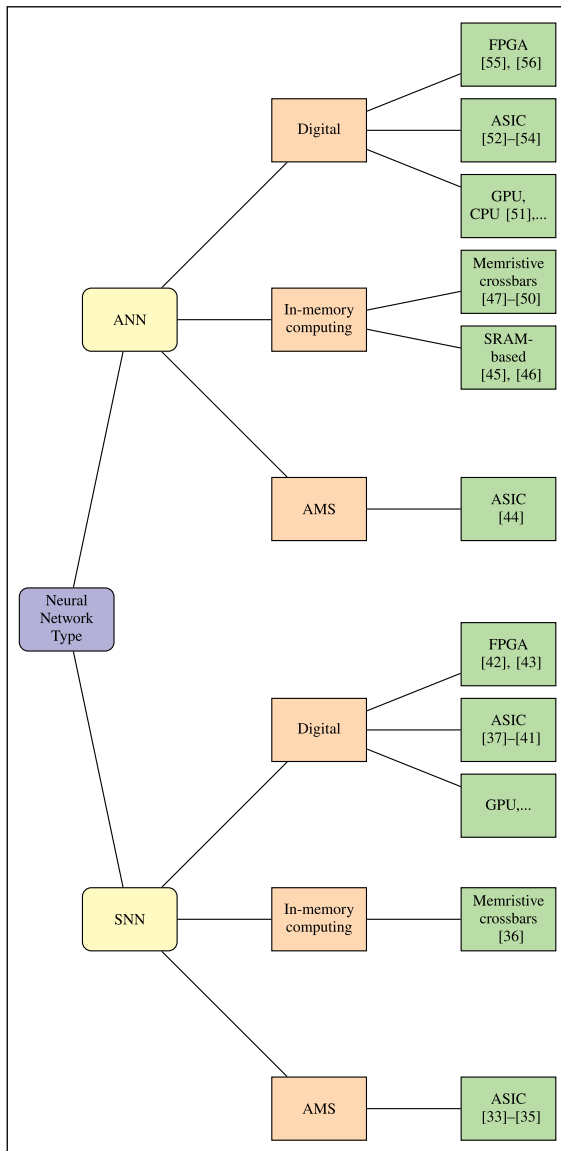 FPGA
[55], [56]
Digital
ASIC
[52]–[54]
GPU,
CPU [51],...
ANN
In-memory
computing
Memristive
crossbars
[47]–[50]
SRAM-
based
[45], [46]
AMS
ASIC
[44]
Neural
Network
Type
FPGA
[42], [43]
Digital
ASIC
[37]–[41]
GPU,...
SNN
In-memory
computing
Memristive
crossbars
[36]
AMS
ASIC
[33]–[35]